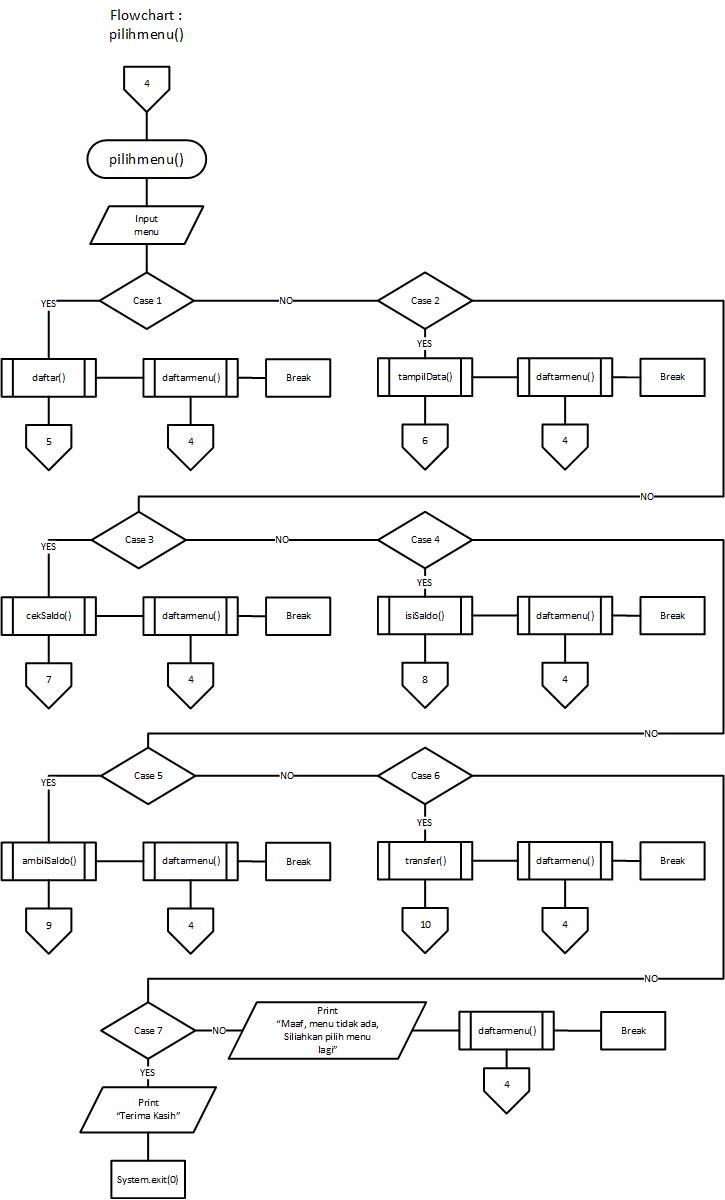 Flowchart :
pilihmenu()
4
pilihmenu()
Input
menu
Case 1
NO
Case 2
YES
YES
daftar()
daftarmenu()
Break
tampilData()
daftarmenu()
Break
5
4
6
4
NO
Case 3
NO
Case 4
YES
YES
cekSaldo()
daftarmenu()
Break
isiSaldo()
daftarmenu()
Break
7
4
8
4
NO
Case 5
NO
Case 6
YES
YES
ambilSaldo()
daftarmenu()
Break
transfer()
daftarmenu()
Break
9
4
10
4
NO
Case 7
NO
Print
“Maaf, menu tidak ada,
Siliahkan pilih menu
lagi”
daftarmenu()
Break
YES
4
Print
“Terima Kasih”
System.exit(0)